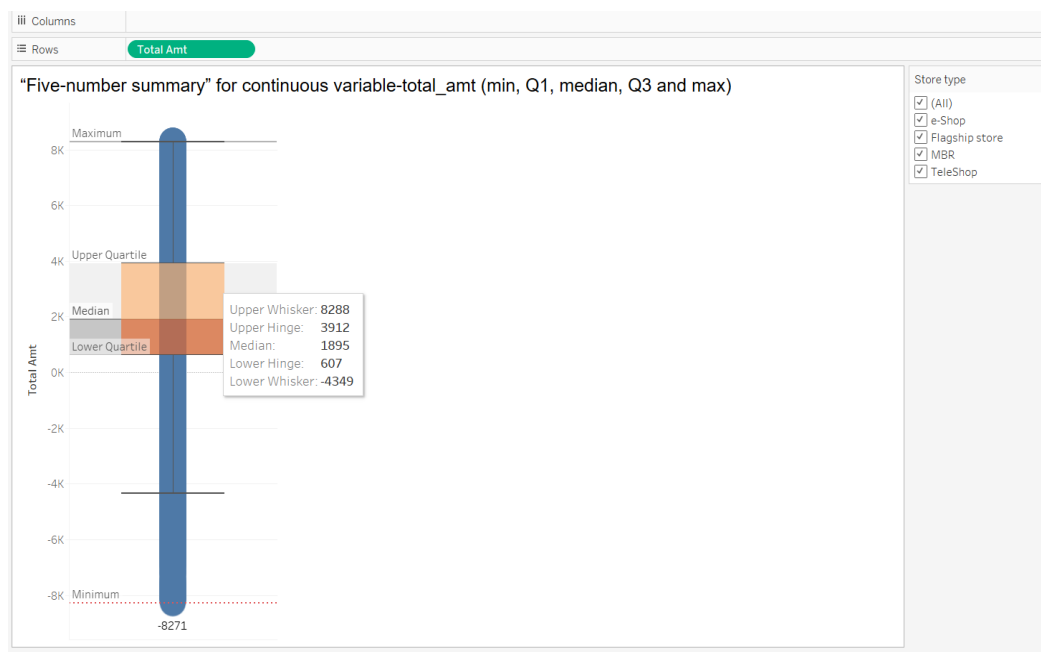 Columns
Rows
Total Amt
“Five-number summary” for continuous variable-total_amt (min, Q1, median, Q3 and max)
Store type
(All)
e-Shop
Flagship store
MBR
TeleShop
Maximum
8K
6K
Upper Quartile
4K
Median
2K
Lower Quartile
Total Amt
0K
-2K
-4K
-6K
Minimum
-8K
-8271
Upper Whisker: 8288
Upper Hinge: 3912
Median: 1895
Lower Hinge: 607
Lower Whisker: -4349